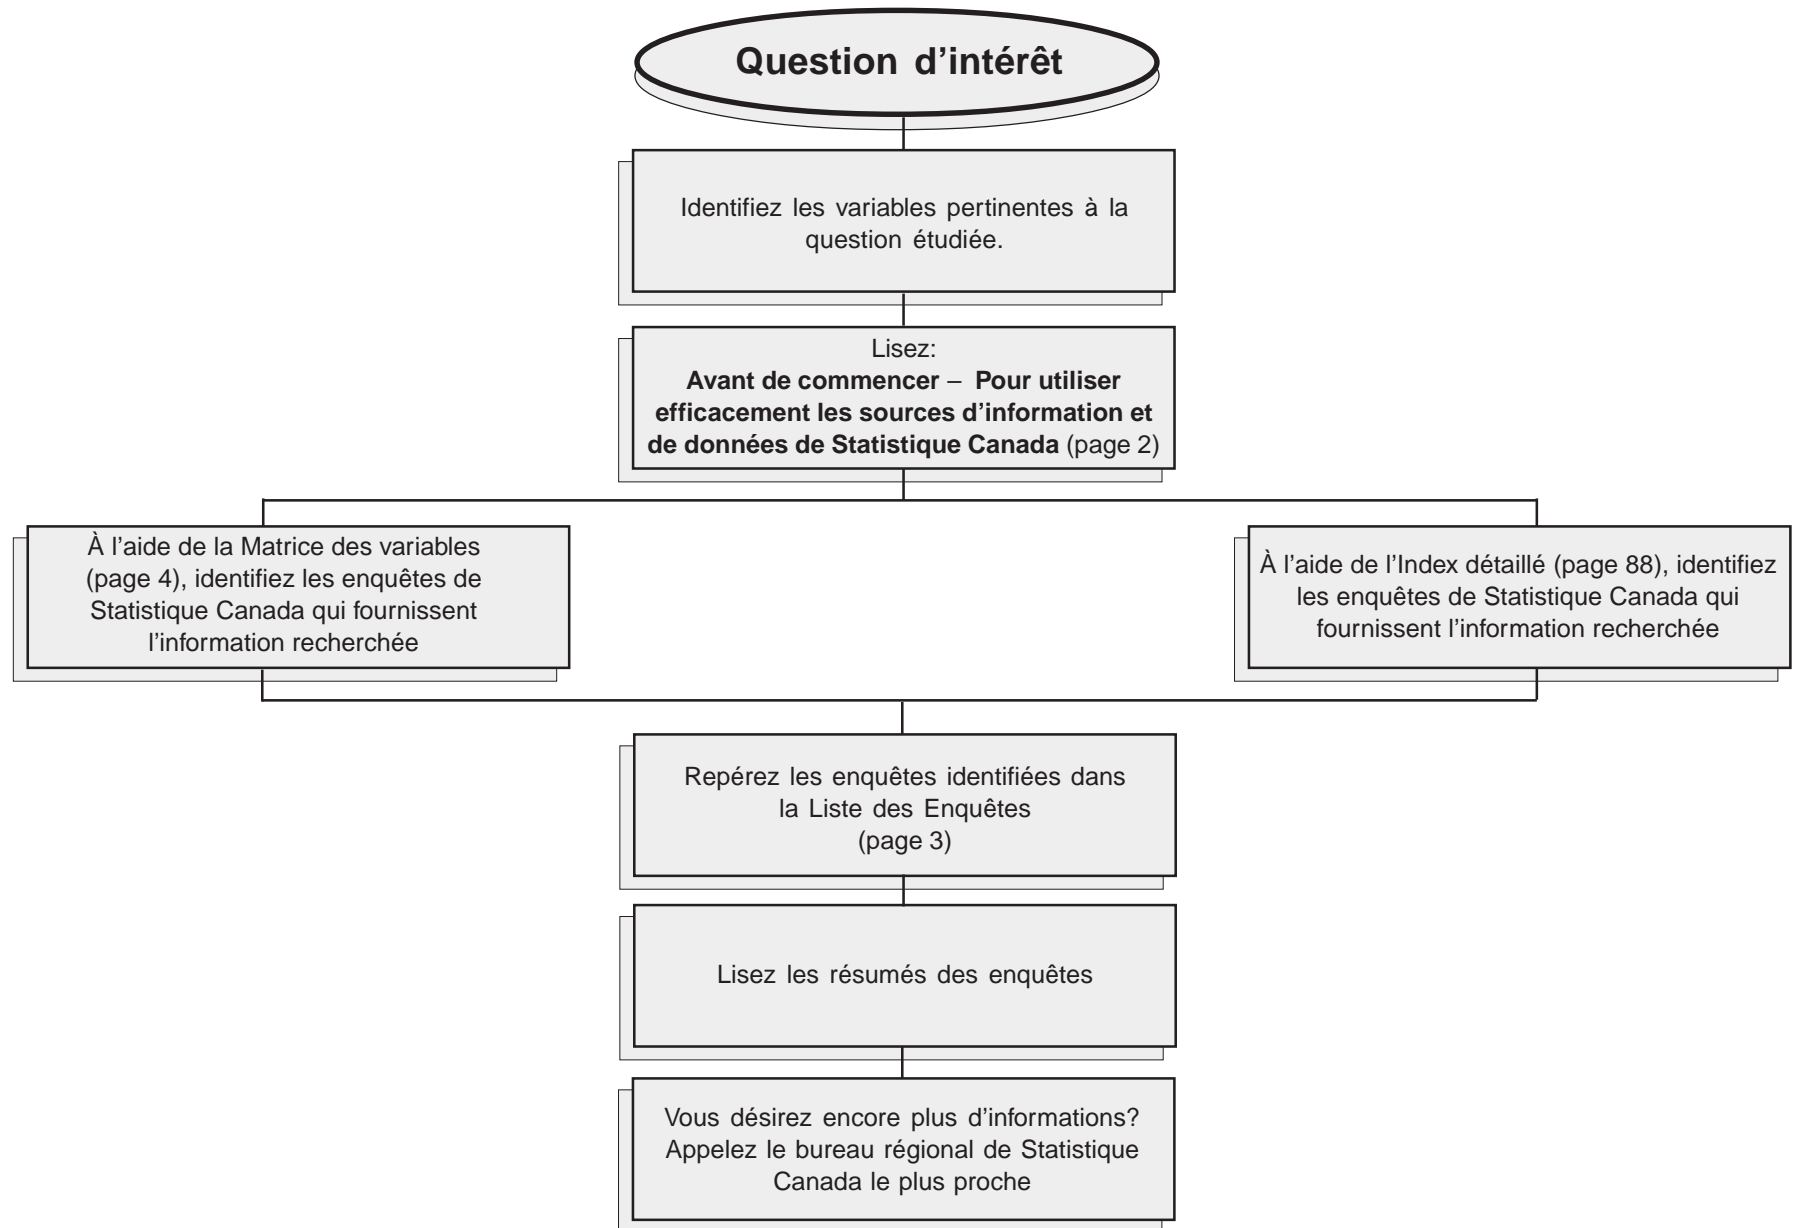 Question d’intérêt
Identifiez les variables pertinentes à la
question étudiée.
Lisez:
Avant de commencer – Pour utiliser
efficacement les sources d’information et
de données de Statistique Canada (page 2)
À l’aide de la Matrice des variables
(page 4), identifiez les enquêtes de
Statistique Canada qui fournissent
l’information recherchée
À l’aide de l’Index détaillé (page 88), identifiez
les enquêtes de Statistique Canada qui
fournissent l’information recherchée
Repérez les enquêtes identifiées dans
la Liste des Enquêtes
(page 3)
Lisez les résumés des enquêtes
Vous désirez encore plus d’informations?
Appelez le bureau régional de Statistique
Canada le plus proche